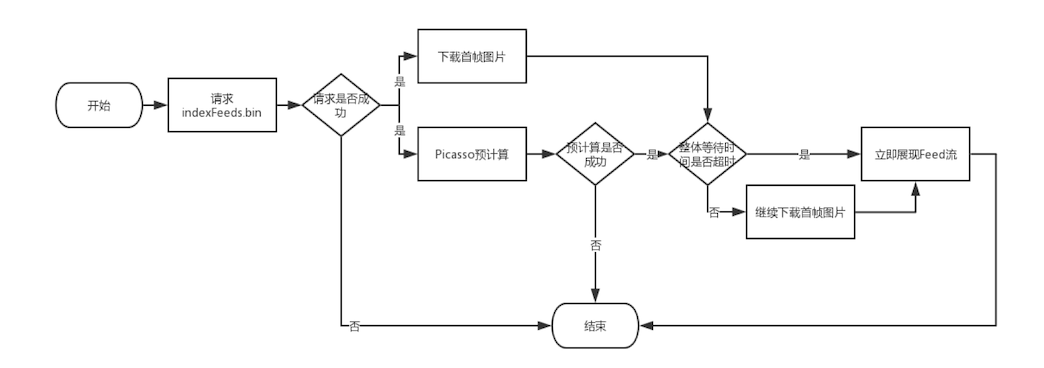 下载首帧图片
是
开始
请求
indexFeeds.bin
请求是否成
功
是
Picasso预计算
预计算是否
成功
是
整体等待时
间是否超时
是
立即展现Feed流
否
继续下载首帧图片
否
否
结束